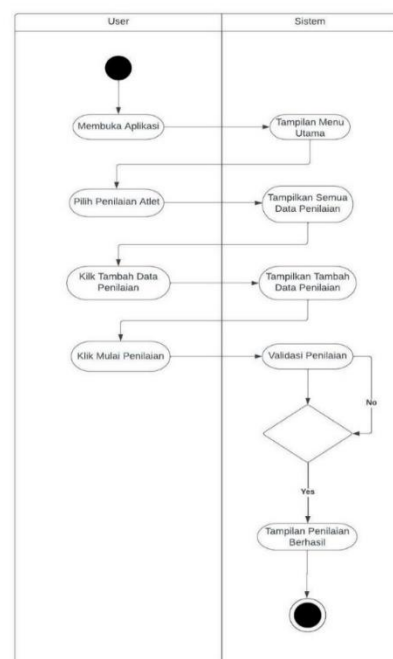 User
Sistem
Membuka Aplikasi
Tampilan Menu
Utama
Pilih Penilaian Atlet
Tampilkan Semua
Data Penilaian
Kilk Tambah Data
Penilaian
Tampilkan Tambah
Data Penilaian
Klik Mulai Penilaian
Validasi Penilaian
No
Yes
Tampilan Penilaian
Berhasil